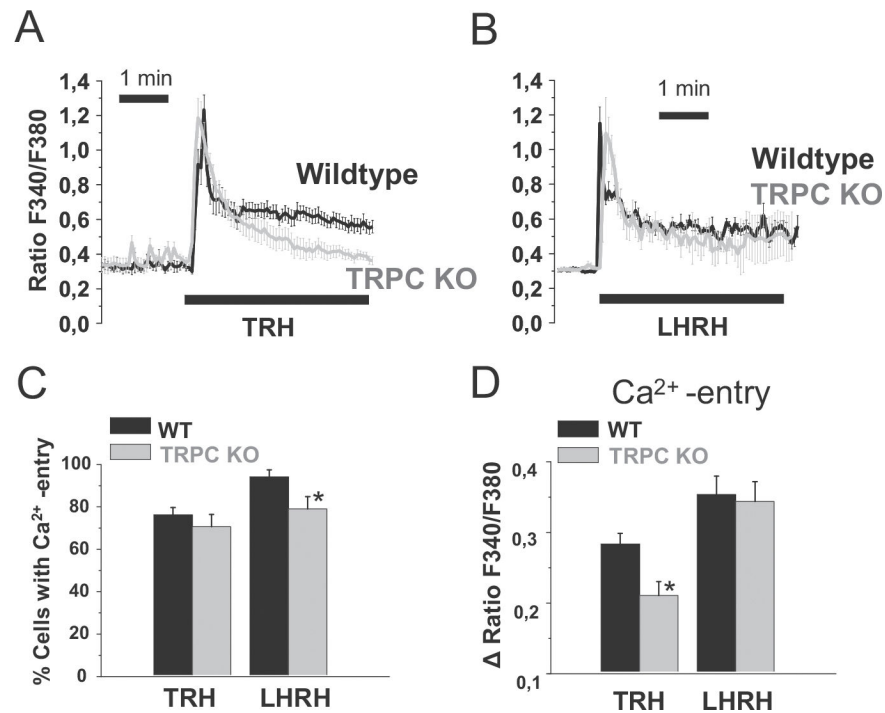 A
1 min
1,4
1,2
1,0
0,8
0,6
0,4
0,2
0,0
Ratio F340/F380
Wildtype
TRPC KO
TRH
B
1 min
1,4
1,2
1,0
0,8
0,6
0,4
0,2
0,0
Wildtype
TRPC KO
LHRH
C
WT
TRPC KO
100
80
60
40
20
0
% Cells with Ca²⁺ -entry
*
TRH LHRH
D
Ca²⁺ -entry
WT
TRPC KO
0,4
0,3
0,2
0,1
Δ Ratio F340/F380
*
TRH LHRH